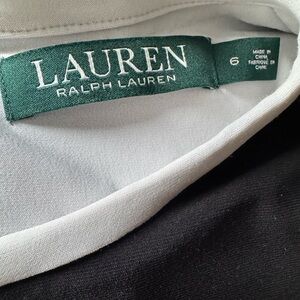 LAUREN
RALPH LAUREN
6
MADE IN
CHINA
FABRIQUÉ EN
CHINE